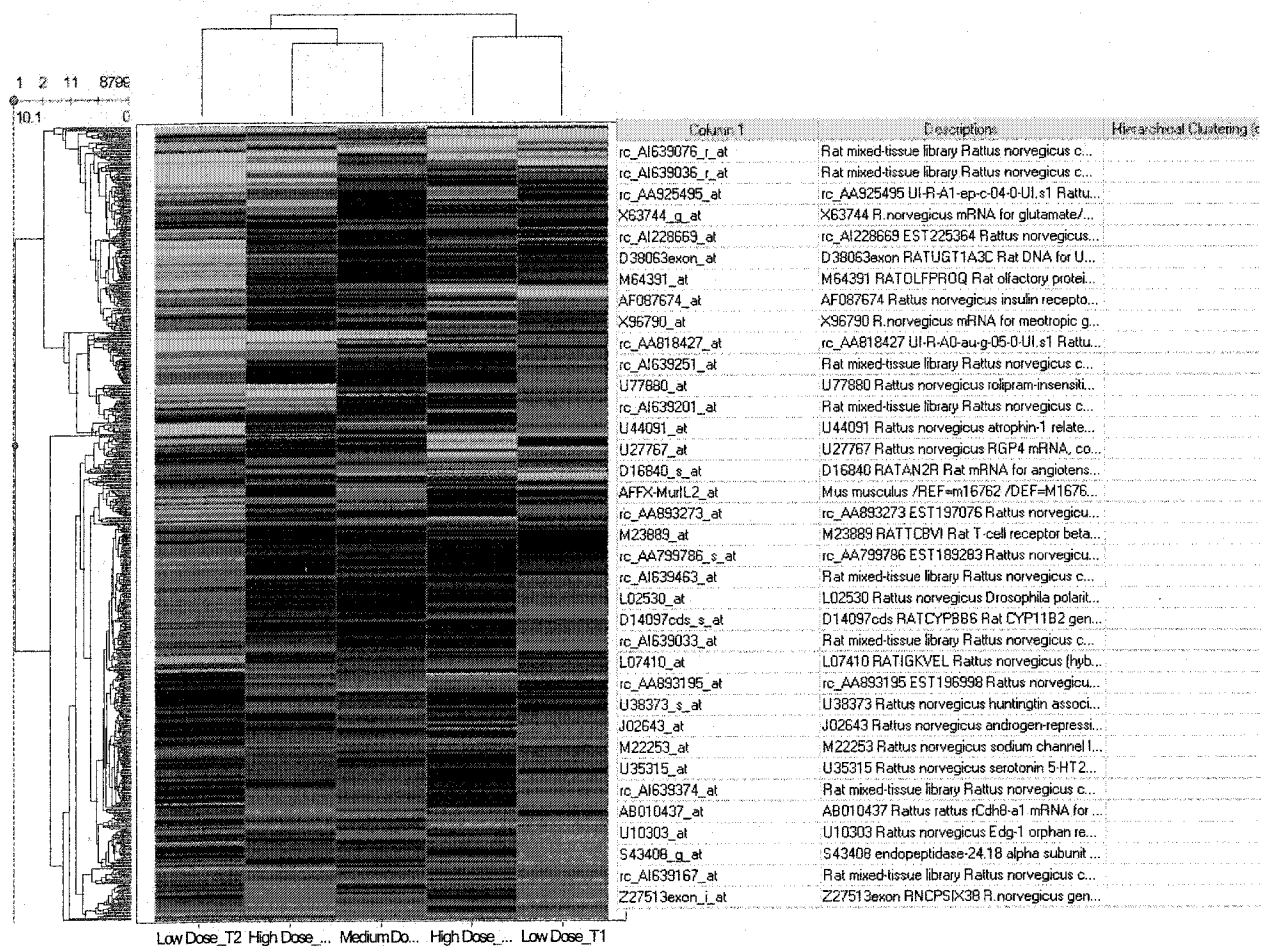 1 2 11 8799
10.1 0
Column 1 Descriptions Hierarchical Clustering (c
rc_AI639076_r_at Rat mixed-tissue library Rattus norvegicus c...
rc_AI639036_r_at Rat mixed-tissue library Rattus norvegicus c...
rc_AA925495_at rc_AA925495 UI-R-A1-ep-c-04-0-UI.s1 Rattu...
X63744_g_at X63744 R.norvegicus mRNA for glutamate/...
rc_AI228669_at rc_AI228669 EST225364 Rattus norvegicus...
D38063exon_at D38063exon RATUGT1A3C Rat DNA for U...
M64391_at M64391 RATOLFPROQ Rat olfactory protei...
AF087674_at AF087674 Rattus norvegicus insulin recepto...
X96790_at X96790 R.norvegicus mRNA for meotropic g...
rc_AA818427_at rc_AA818427 UI-R-A0-au-g-05-0-UI.s1 Rattu...
rc_AI639251_at Rat mixed-tissue library Rattus norvegicus c...
U77880_at U77880 Rattus norvegicus rolipram-insensiti...
rc_AI639201_at Rat mixed-tissue library Rattus norvegicus c...
U44091_at U44091 Rattus norvegicus atrophin-1 relate...
U27767_at U27767 Rattus norvegicus RGP4 mRNA, co...
D16840_s_at D16840 RATAN2R Rat mRNA for angiotens...
AFFX-MurIL2_at Mus musculus /REF=m16762 /DEF=M1676...
rc_AA893273_at rc_AA893273 EST197076 Rattus norvegicu...
M23889_at M23889 RATTCBVI Rat T-cell receptor beta...
rc_AA799786_s_at rc_AA799786 EST189283 Rattus norvegicu...
rc_AI639463_at Rat mixed-tissue library Rattus norvegicus c...
L02530_at L02530 Rattus norvegicus Drosophila polarit...
D14097cds_s_at D14097cds RATCYPBB6 Rat CYP11B2 gen...
rc_AI639033_at Rat mixed-tissue library Rattus norvegicus c...
L07410_at L07410 RATIGKVEL Rattus norvegicus (hyb...
rc_AA893195_at rc_AA893195 EST196998 Rattus norvegicu...
U38373_s_at U38373 Rattus norvegicus huntingtin associ...
J02643_at J02643 Rattus norvegicus androgen-repressi...
M22253_at M22253 Rattus norvegicus sodium channel I...
U35315_at U35315 Rattus norvegicus serotonin 5-HT2...
rc_AI639374_at Rat mixed-tissue library Rattus norvegicus c...
AB010437_at AB010437 Rattus rattus rCdh8-a1 mRNA for ...
U10303_at U10303 Rattus norvegicus Edg-1 orphan re...
S43408_g_at S43408 endopeptidase-24.18 alpha subunit ...
rc_AI639167_at Rat mixed-tissue library Rattus norvegicus c...
Z27513exon_i_at Z27513exon RNCPSIX38 R.norvegicus gen...
Low Dose_T2 High Dose_... Medium Do... High Dose_... Low Dose_T1